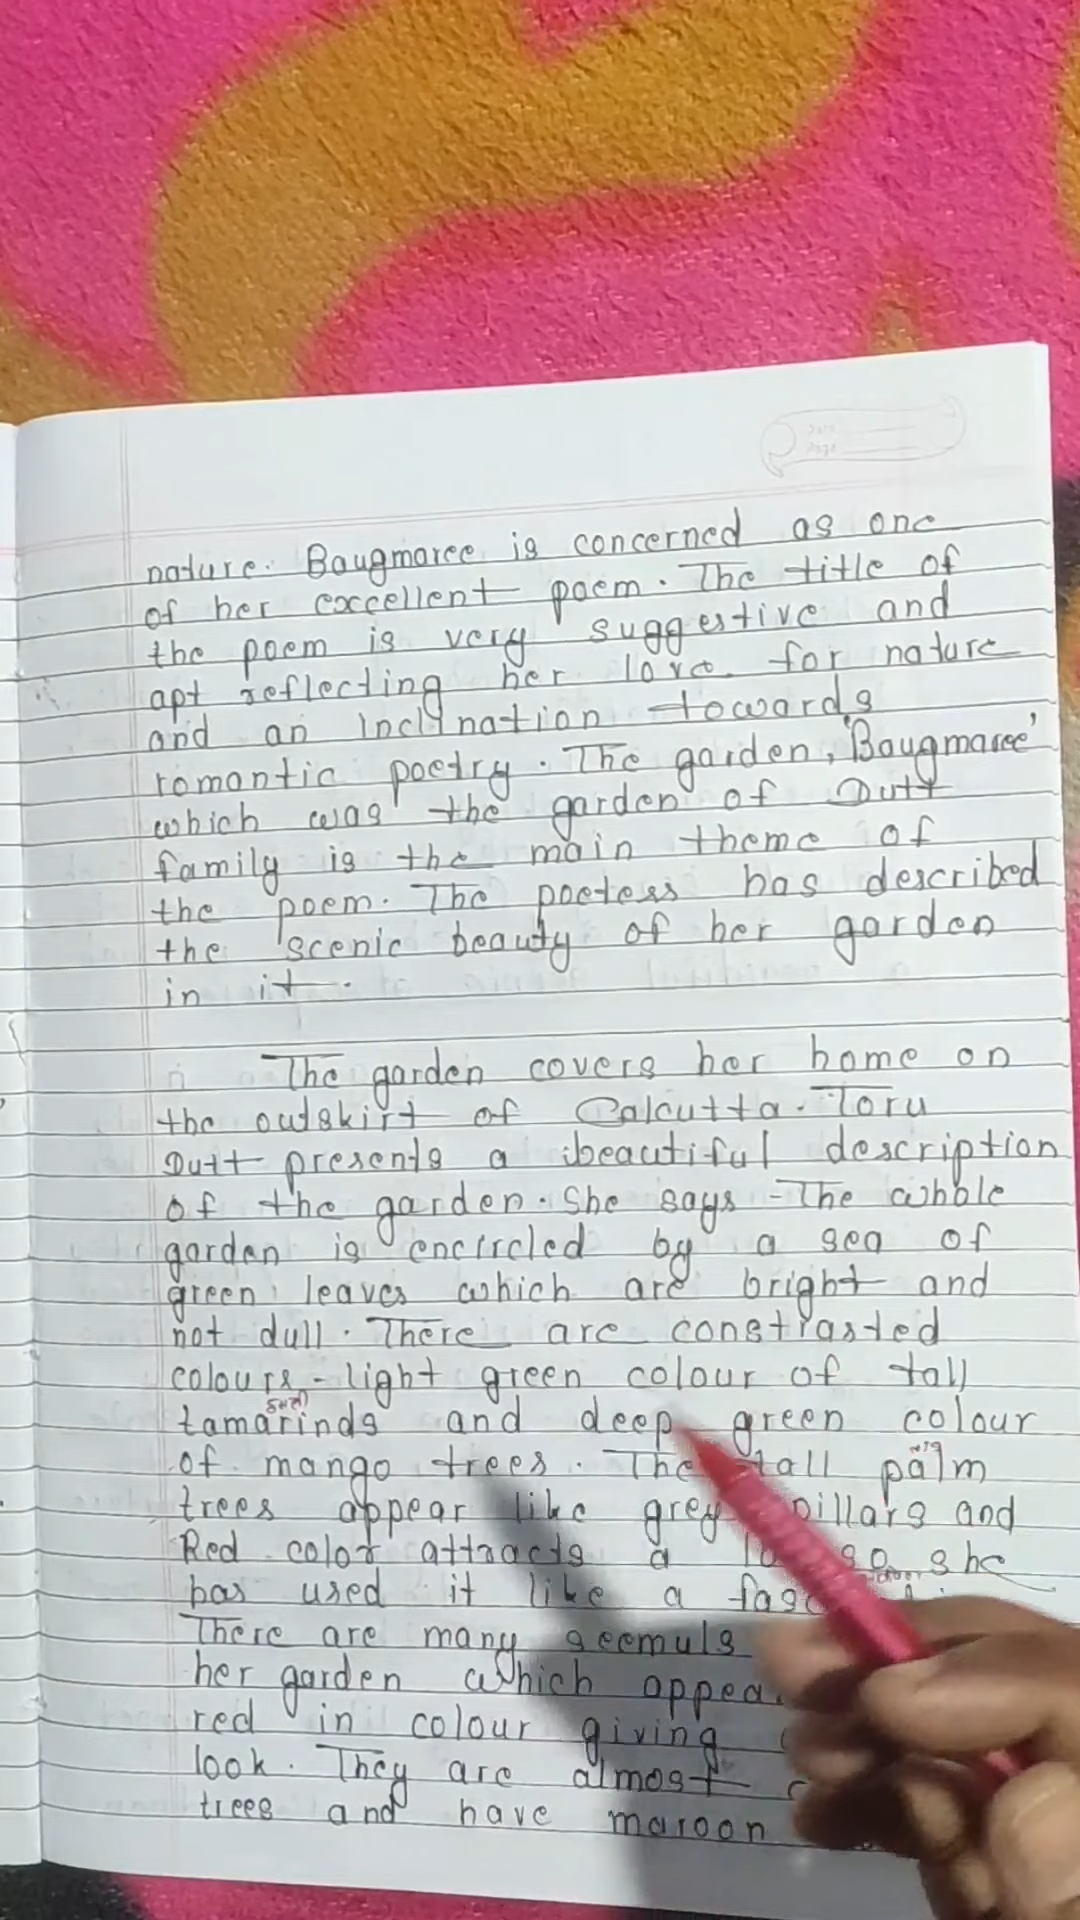 nature. Baugmaree is concerned as one
of her excellent poem. The title of
the poem is very suggestive and
apt reflecting her love for nature
and an inclination towards
romantic poetry. The garden, 'Baugmaree'
which was the garden of Dutt
family is the main theme of
the poem. The poetess has described
the scenic beauty of her garden
in it.
The garden covers her home on
the outskirt of Calcutta. Toru
Dutt presents a beautiful description
of the garden. She says - The whole
garden is encircled by a sea of
green leaves which are bright and
not dull. There are constrasted
colours - light green colour of tall
इमली
tamarinds and deep green colour
of mango trees. The tall palm
trees appear like grey pillars and
Red color attracts a she
has used it like a
There are many seemuls
her garden which
red in colour giving
look. They are almost
trees and have maroon